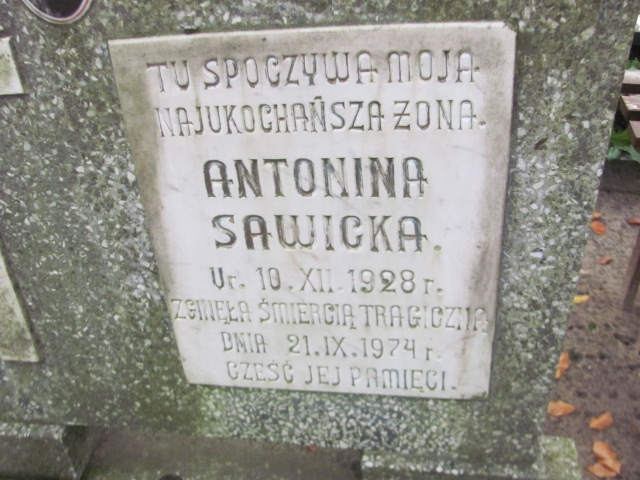 TU SPOCZYWA MOJA
NAJUKOCHAŃSZA ŻONA.
ANTONINA
SAWICKA.
Ur. 10.XII.1928 r.
ZGINĘŁA ŚMIERCIĄ TRAGICZNĄ
DNIA 21.IX.1974 r.
CZEŚĆ JEJ PAMIĘCI.